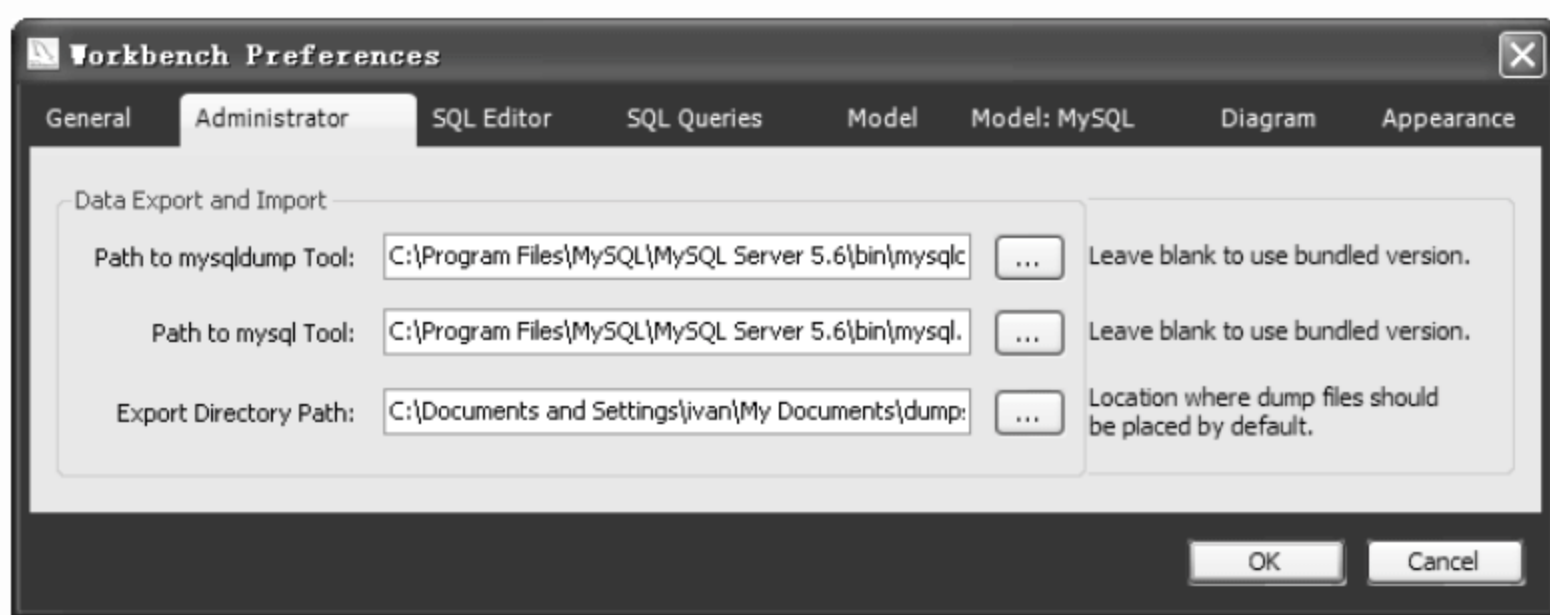 Workbench Preferences
General Administrator SQL Editor SQL Queries Model Model: MySQL Diagram Appearance
Data Export and Import
Path to mysqldump Tool: C:\Program Files\MySQL\MySQL Server 5.6\bin\mysqlc ... Leave blank to use bundled version.
Path to mysql Tool: C:\Program Files\MySQL\MySQL Server 5.6\bin\mysql. ... Leave blank to use bundled version.
Export Directory Path: C:\Documents and Settings\ivan\My Documents\dump: ... Location where dump files should
be placed by default.
OK Cancel